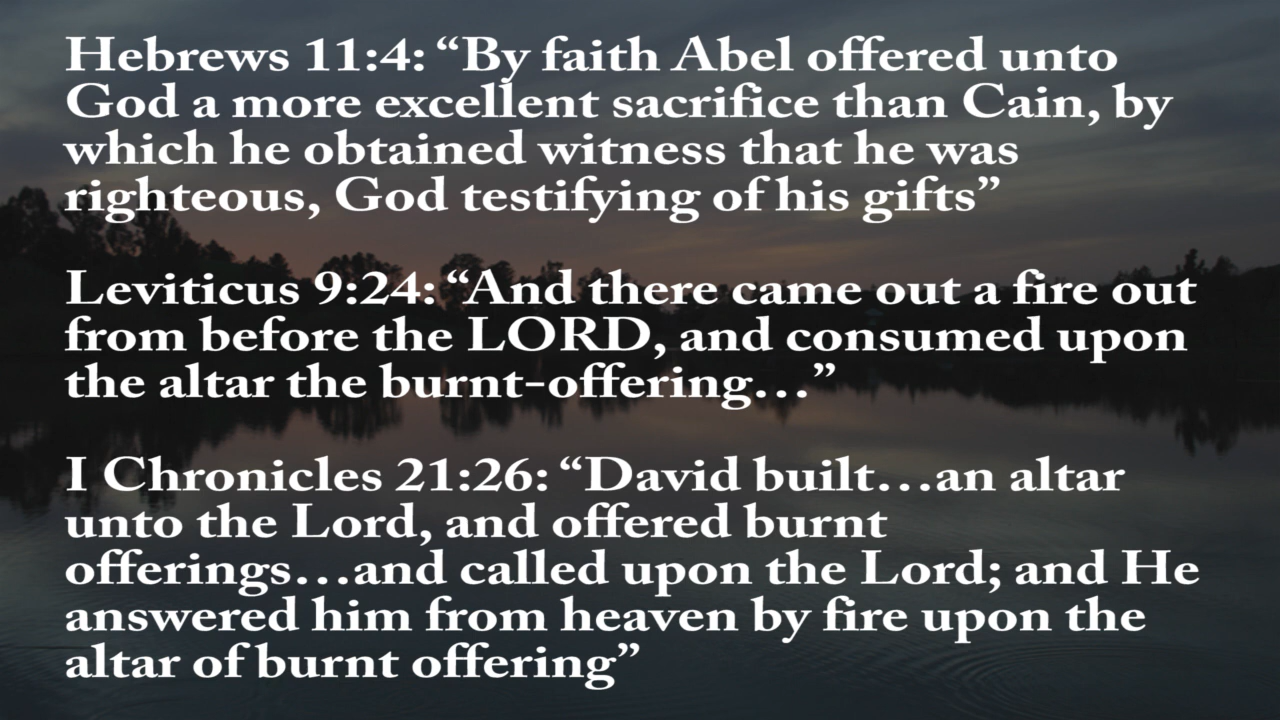 Hebrews 11:4: “By faith Abel offered unto
God a more excellent sacrifice than Cain, by
which he obtained witness that he was
righteous, God testifying of his gifts”
Leviticus 9:24: “And there came out a fire out
from before the LORD, and consumed upon
the altar the burnt-offering…”
I Chronicles 21:26: “David built…an altar
unto the Lord, and offered burnt
offerings…and called upon the Lord; and He
answered him from heaven by fire upon the
altar of burnt offering”